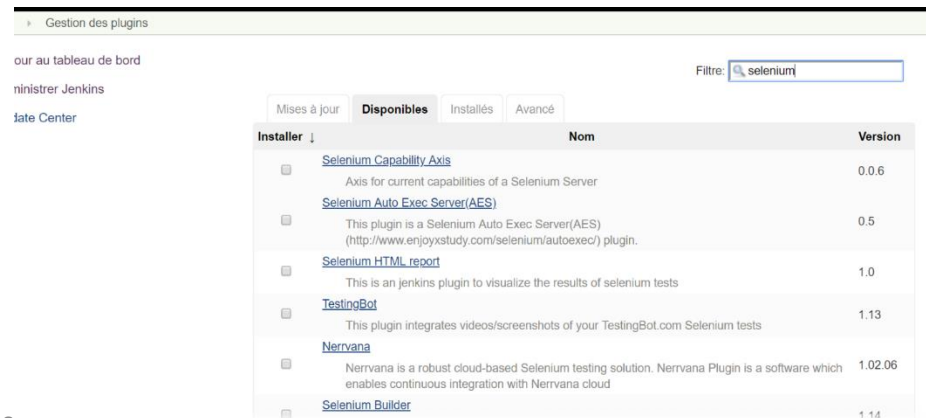 Gestion des plugins
our au tableau de bord
ministrer Jenkins
date Center
Filtre: selenium
Mises à jour Disponibles Installés Avancé
Installer ↓ Nom Version
Selenium Capability Axis
Axis for current capabilities of a Selenium Server
0.0.6
Selenium Auto Exec Server(AES)
This plugin is a Selenium Auto Exec Server(AES)
(http://www.enjoyxstudy.com/selenium/autoexec/) plugin.
0.5
Selenium HTML report
This is an jenkins plugin to visualize the results of selenium tests
1.0
TestingBot
This plugin integrates videos/screenshots of your TestingBot.com Selenium tests
1.13
Nerrvana
Nerrvana is a robust cloud-based Selenium testing solution. Nerrvana Plugin is a software which
enables continuous integration with Nerrvana cloud
1.02.06
Selenium Builder
1.14